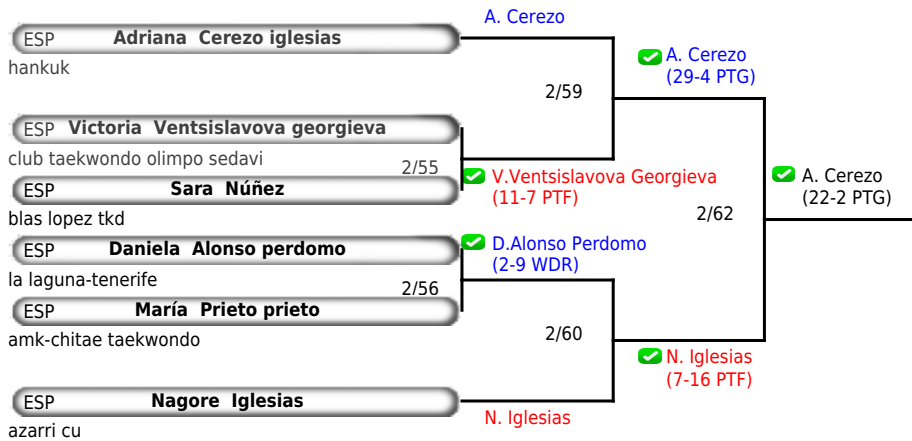 A. Cerezo
ESP Adriana Cerezo iglesias
hankuk
A. Cerezo
(29-4 PTG)
2/59
ESP Victoria Ventsislavova georgieva
club taekwondo olimpo sedavi
2/55
V.Ventsislavova Georgieva
(11-7 PTF)
ESP Sara Núñez
blas lopez tkd
A. Cerezo
(22-2 PTG)
2/62
ESP Daniela Alonso perdomo
la laguna-tenerife
D.Alonso Perdomo
(2-9 WDR)
2/56
ESP María Prieto prieto
amk-chitae taekwondo
2/60
N. Iglesias
(7-16 PTF)
ESP Nagore Iglesias
azarri cu
N. Iglesias